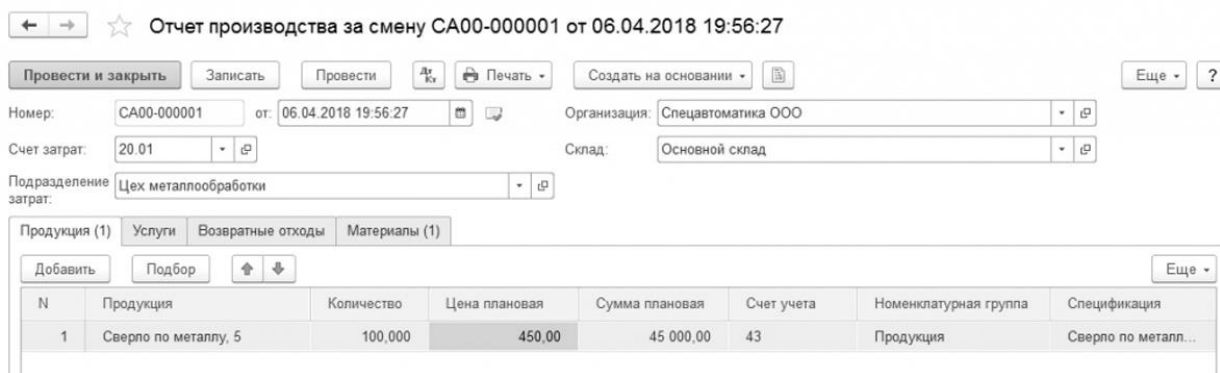 Отчет производства за смену СА00-000001 от 06.04.2018 19:56:27
Провести и закрыть Записать Провести Дт Кт Печать Создать на основании Еще ?
Номер: СА00-000001 от: 06.04.2018 19:56:27 Организация: Спецавтоматика ООО
Счет затрат: 20.01 Склад: Основной склад
Подразделение затрат: Цех металлообработки
Продукция (1) Услуги Возвратные отходы Материалы (1)
Добавить Подбор Еще
N Продукция Количество Цена плановая Сумма плановая Счет учета Номенклатурная группа Спецификация
1 Сверло по металлу, 5 100,000 450,00 45 000,00 43 Продукция Сверло по металл...